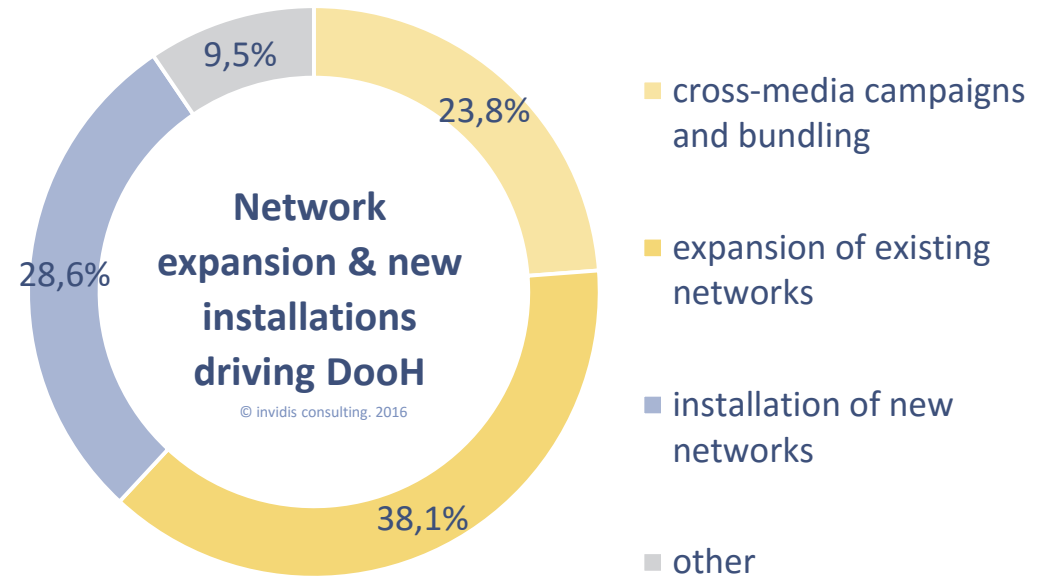 9,5%
23,8%
28,6%
38,1%
Network
expansion & new
installations
driving DooH
© invidis consulting. 2016
cross-media campaigns
and bundling
expansion of existing
networks
installation of new
networks
other